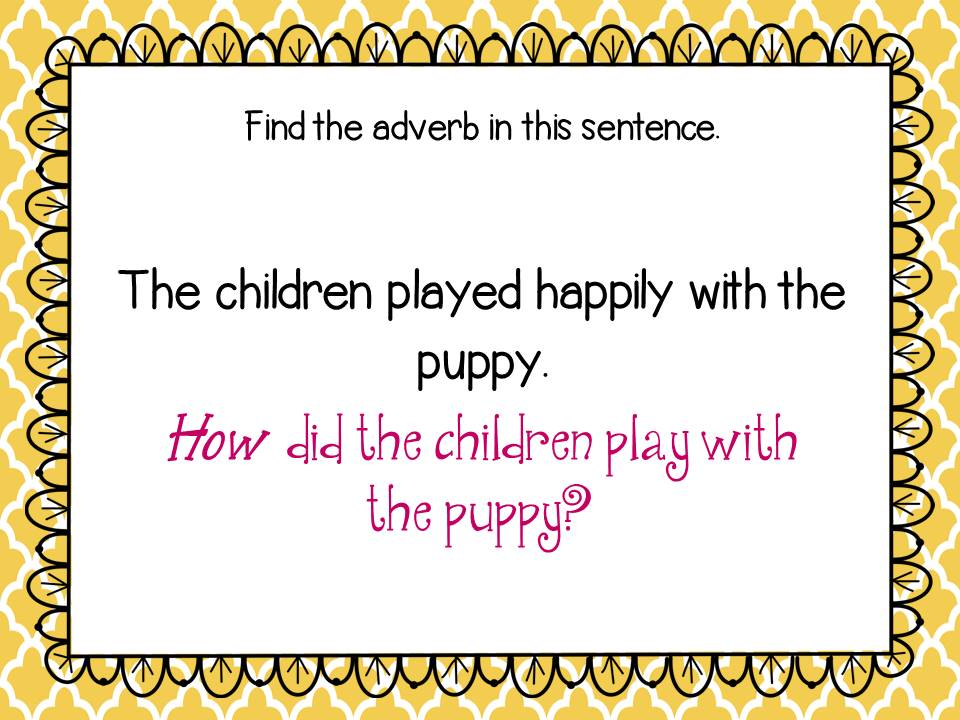 Find the adverb in this sentence.
The children played happily with the
puppy.
How did the children play with
the puppy?